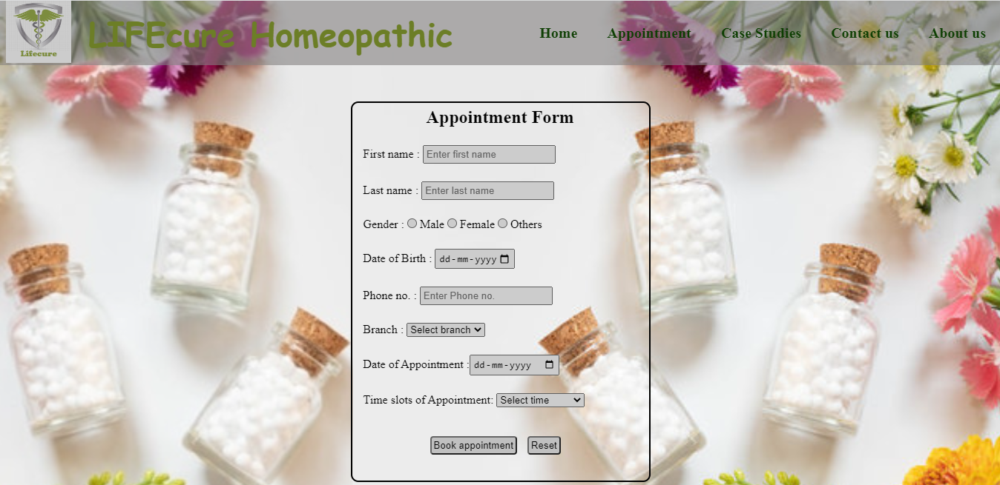 Lifecure
LIFEcure Homeopathic
Home Appointment Case Studies Contact us About us
Appointment Form
First name : Enter first name
Last name : Enter last name
Gender : Male Female Others
Date of Birth : dd-mm-yyyy
Phone no. : Enter Phone no.
Branch : Select branch
Date of Appointment : dd-mm-yyyy
Time slots of Appointment: Select time
Book appointment Reset